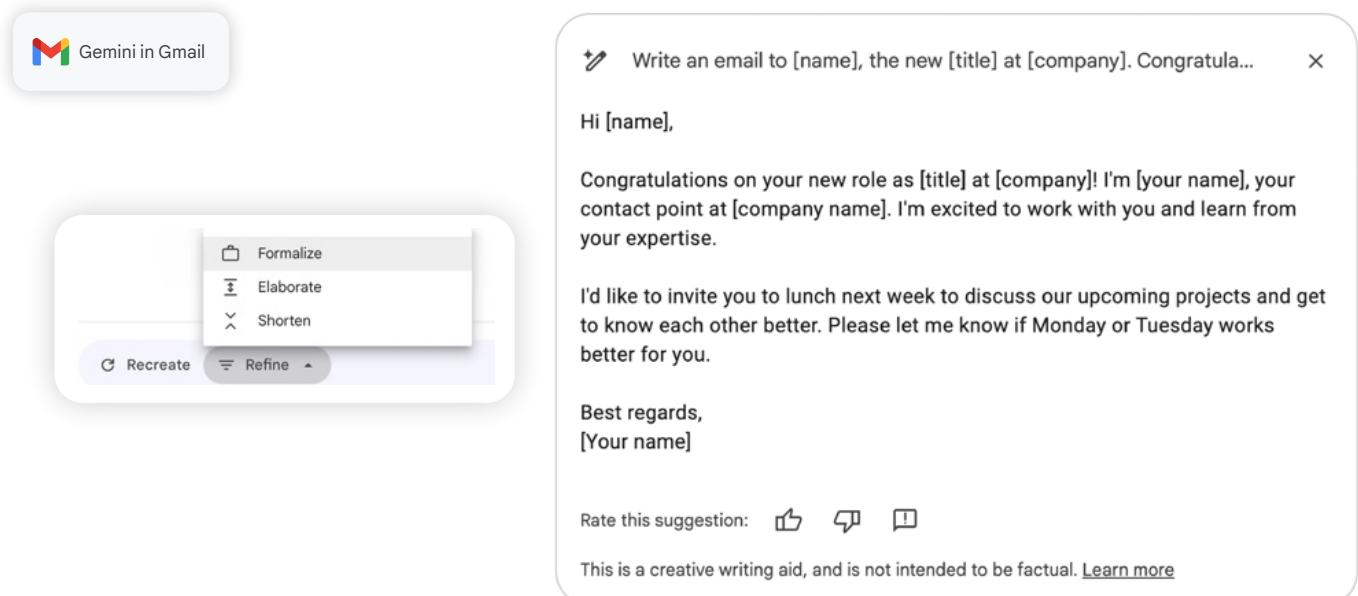 Gemini in Gmail
Formalize
Elaborate
Shorten
Recreate
Refine
Write an email to [name], the new [title] at [company]. Congratula...
Hi [name],
Congratulations on your new role as [title] at [company]! I'm [your name], your
contact point at [company name]. I'm excited to work with you and learn from
your expertise.
I'd like to invite you to lunch next week to discuss our upcoming projects and get
to know each other better. Please let me know if Monday or Tuesday works
better for you.
Best regards,
[Your name]
Rate this suggestion:
This is a creative writing aid, and is not intended to be factual. Learn more